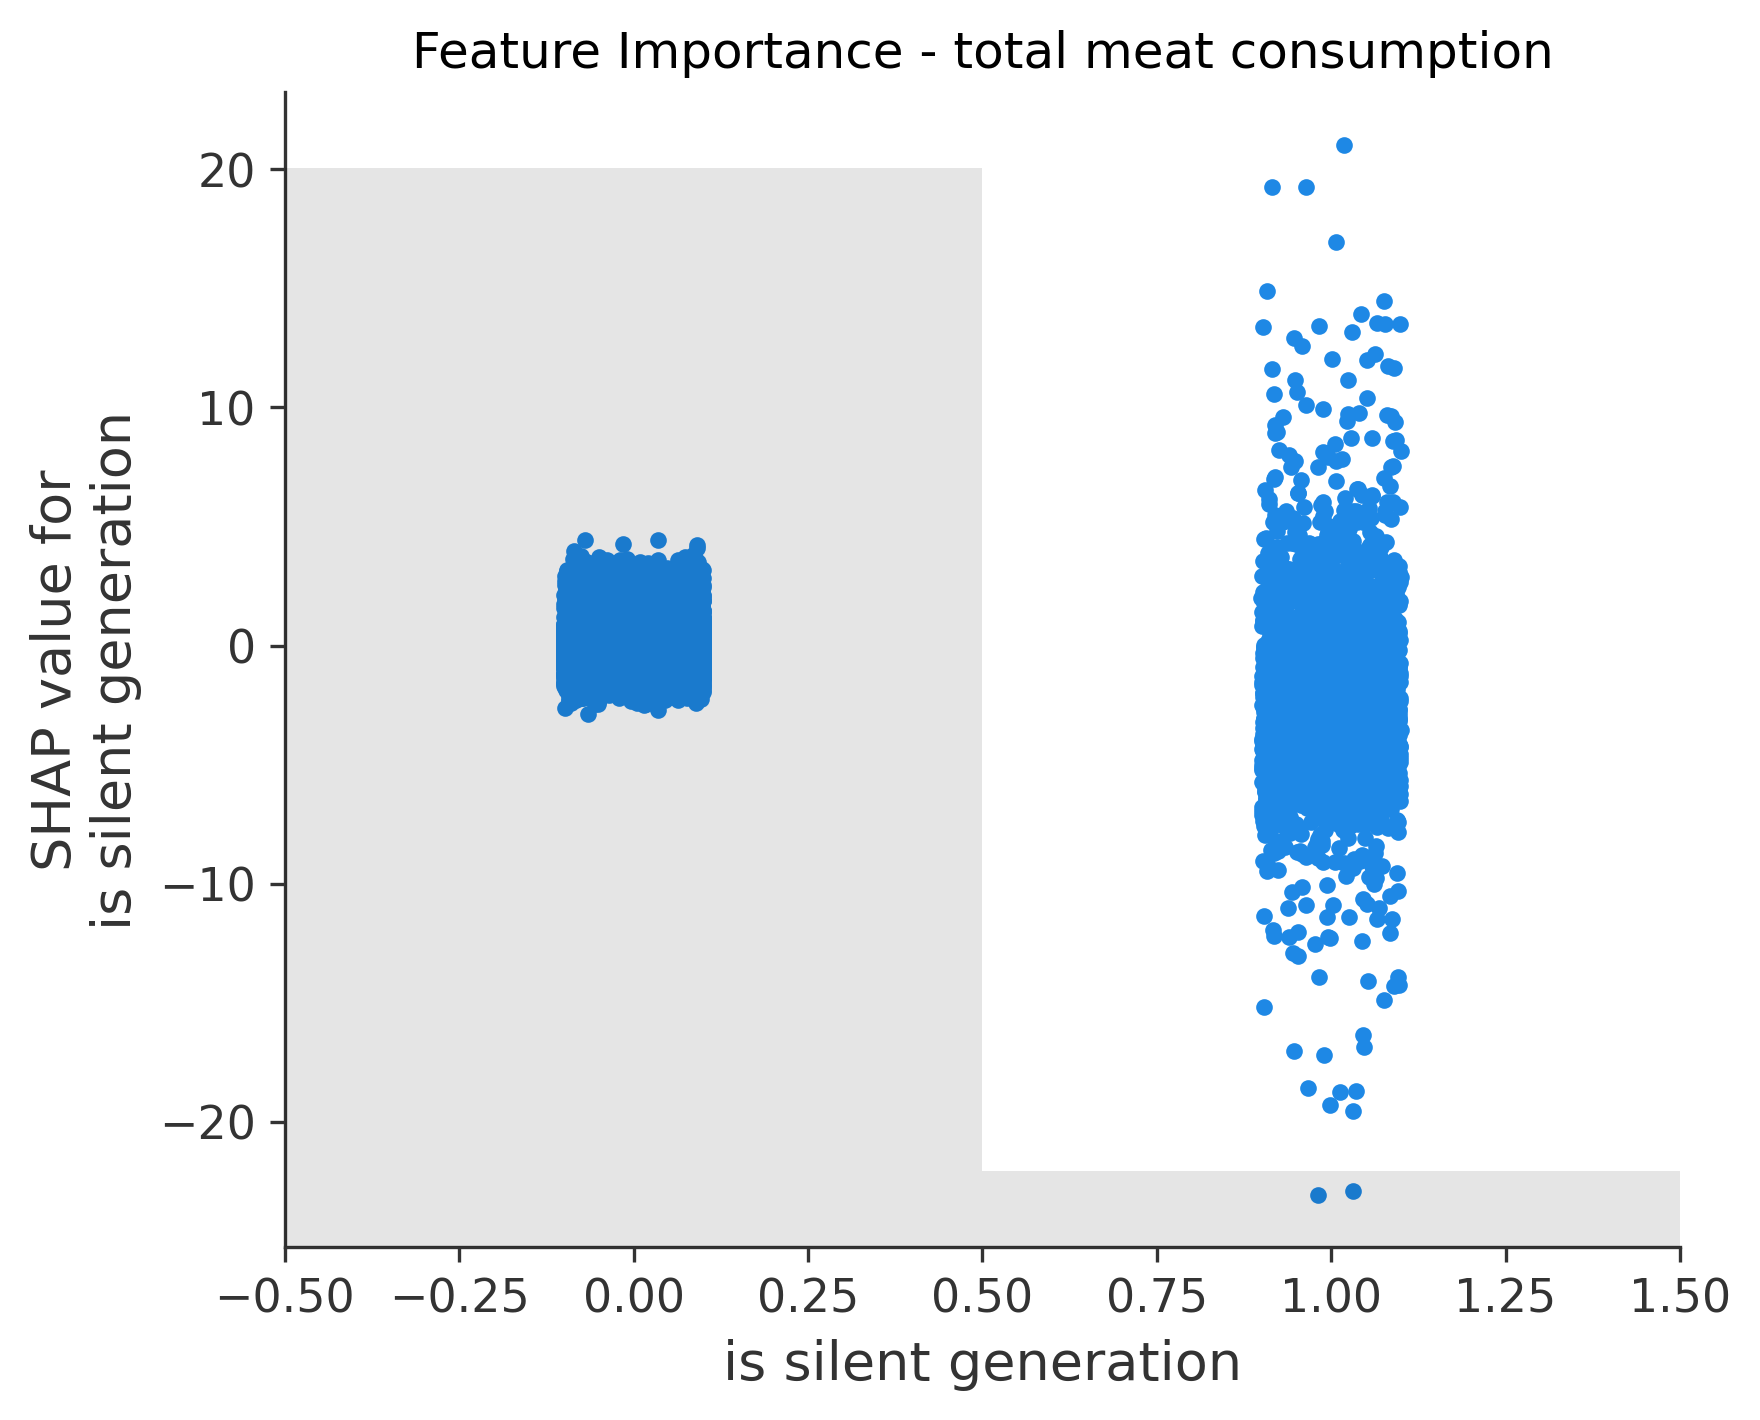 Feature Importance - total meat consumption
20
10
0
−10
−20
SHAP value for
is silent generation
−0.50 −0.25 0.00 0.25 0.50 0.75 1.00 1.25 1.50
is silent generation